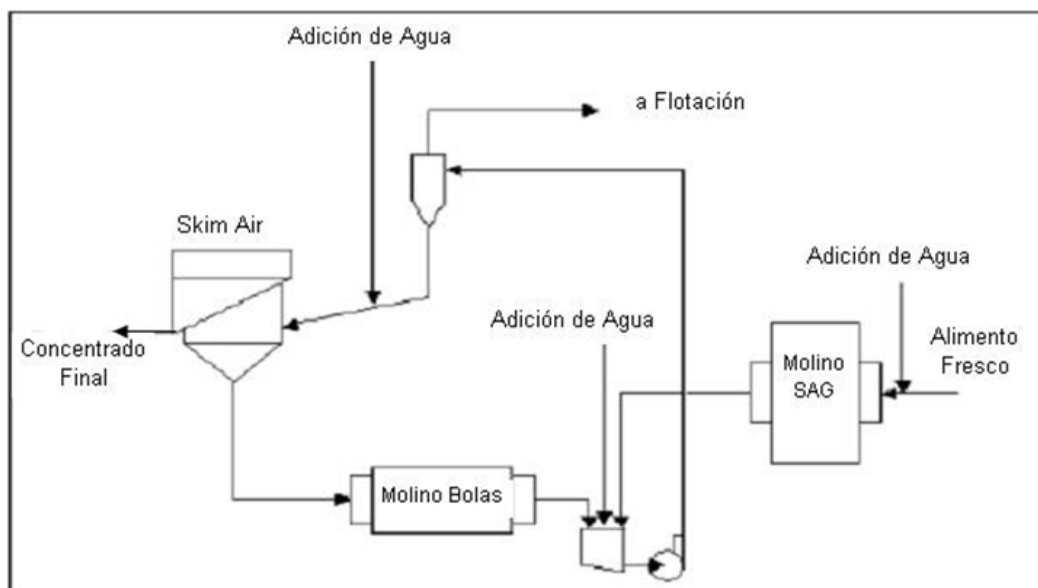 Adición de Agua
a Flotación
Skim Air
Adición de Agua
Adición de Agua
Concentrado
Final
Molino
SAG
Alimento
Fresco
Molino Bolas